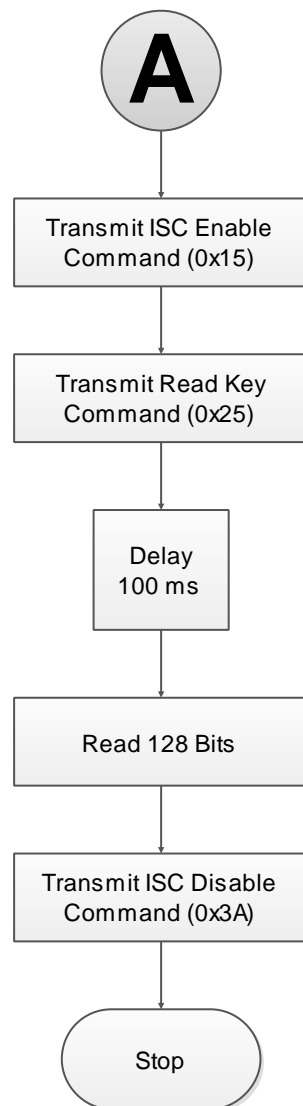 A
Transmit ISC Enable
Command (0x15)
Transmit Read Key
Command (0x25)
Delay
100 ms
Read 128 Bits
Transmit ISC Disable
Command (0x3A)
Stop